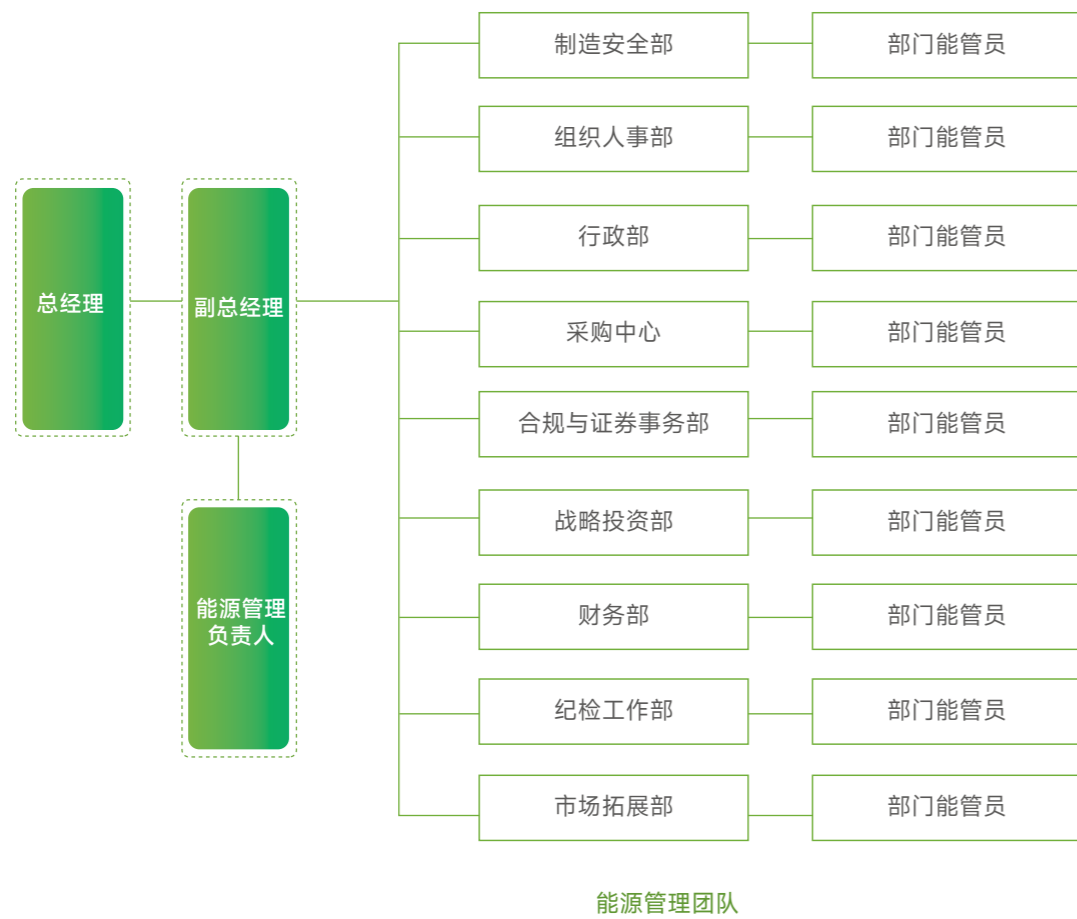 总经理
副总经理
能源管理
负责人
制造安全部
部门能管员
组织人事部
部门能管员
行政部
部门能管员
采购中心
部门能管员
合规与证券事务部
部门能管员
战略投资部
部门能管员
财务部
部门能管员
纪检工作部
部门能管员
市场拓展部
部门能管员
能源管理团队